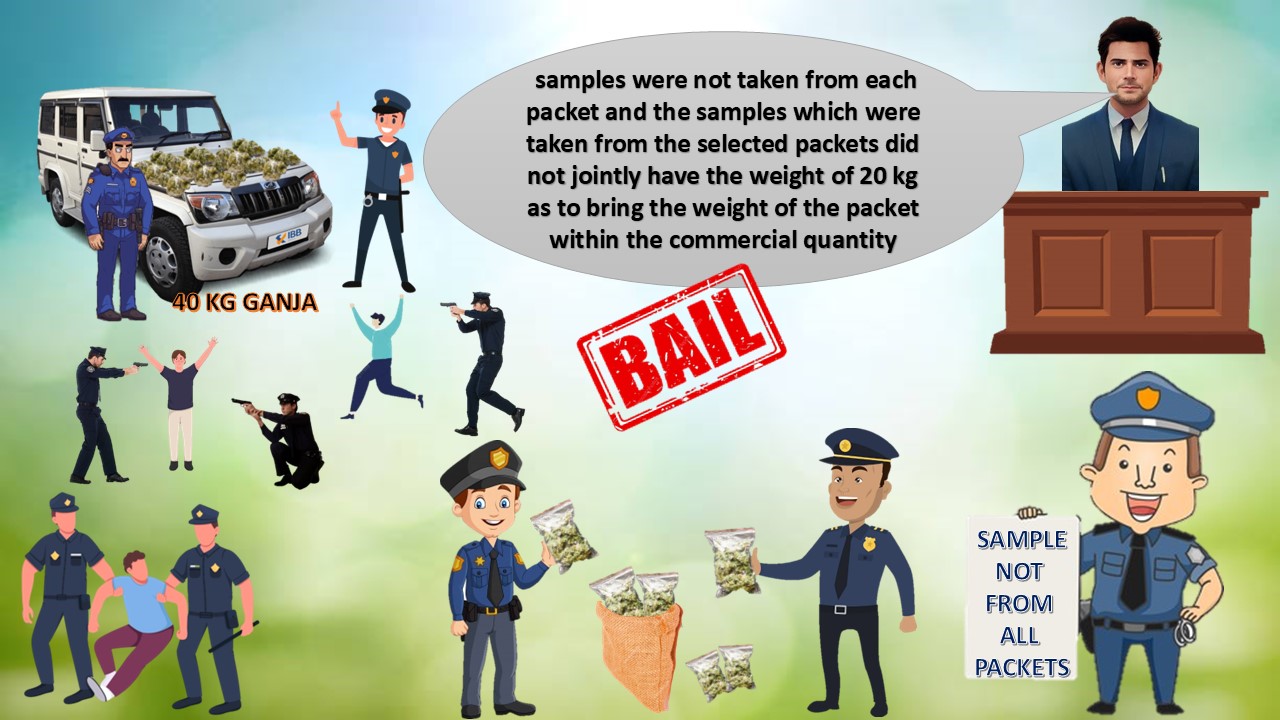 samples were not taken from each
packet and the samples which were
taken from the selected packets did
not jointly have the weight of 20 kg
as to bring the weight of the packet
within the commercial quantity
IBB
40 KG GANJA
BAIL
SAMPLE
NOT
FROM
ALL
PACKETS